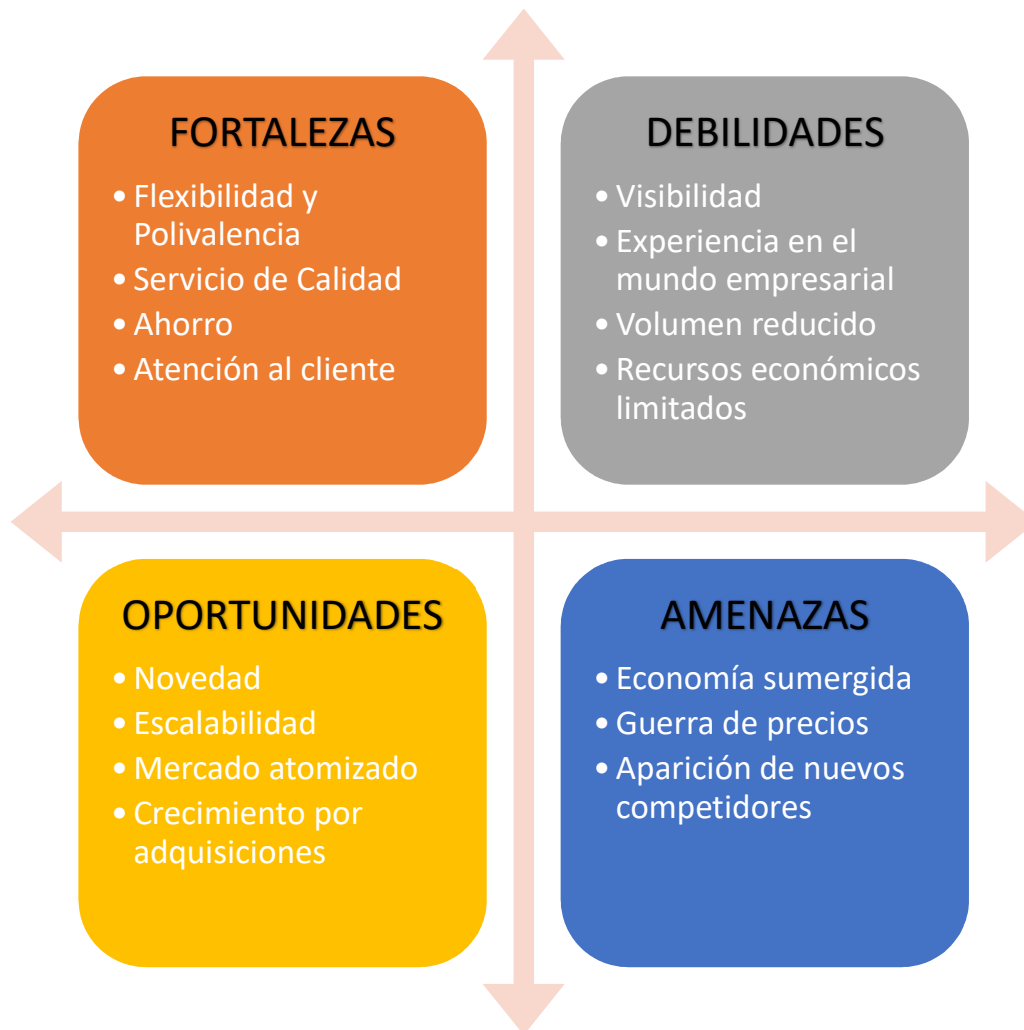 FORTALEZAS
• Flexibilidad y
Polivalencia
• Servicio de Calidad
• Ahorro
• Atención al cliente
DEBILIDADES
• Visibilidad
• Experiencia en el
mundo empresarial
• Volumen reducido
• Recursos económicos
limitados
OPORTUNIDADES
• Novedad
• Escalabilidad
• Mercado atomizado
• Crecimiento por
adquisiciones
AMENAZAS
• Economía sumergida
• Guerra de precios
• Aparición de nuevos
competidores